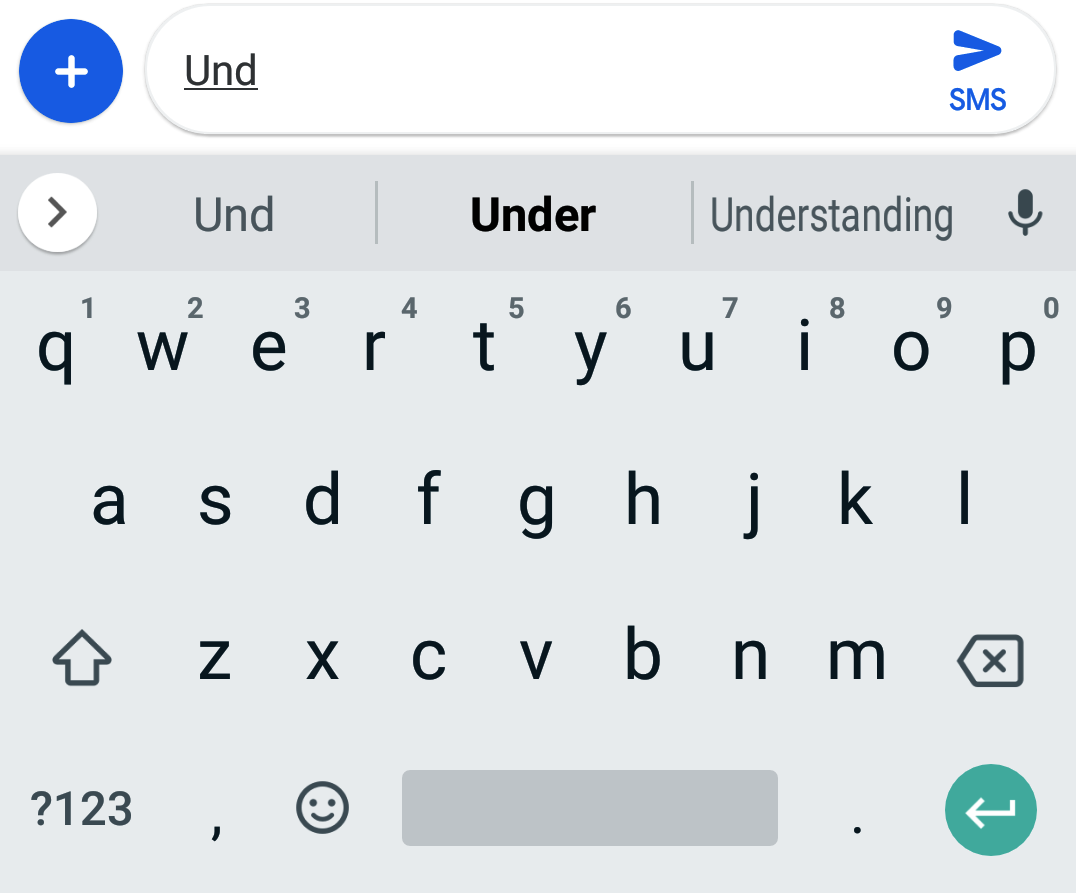 Und
SMS
Und Under Understanding
1 2 3 4 5 6 7 8 9 0
q w e r t y u i o p
a s d f g h j k l
z x c v b n m
?123 , .